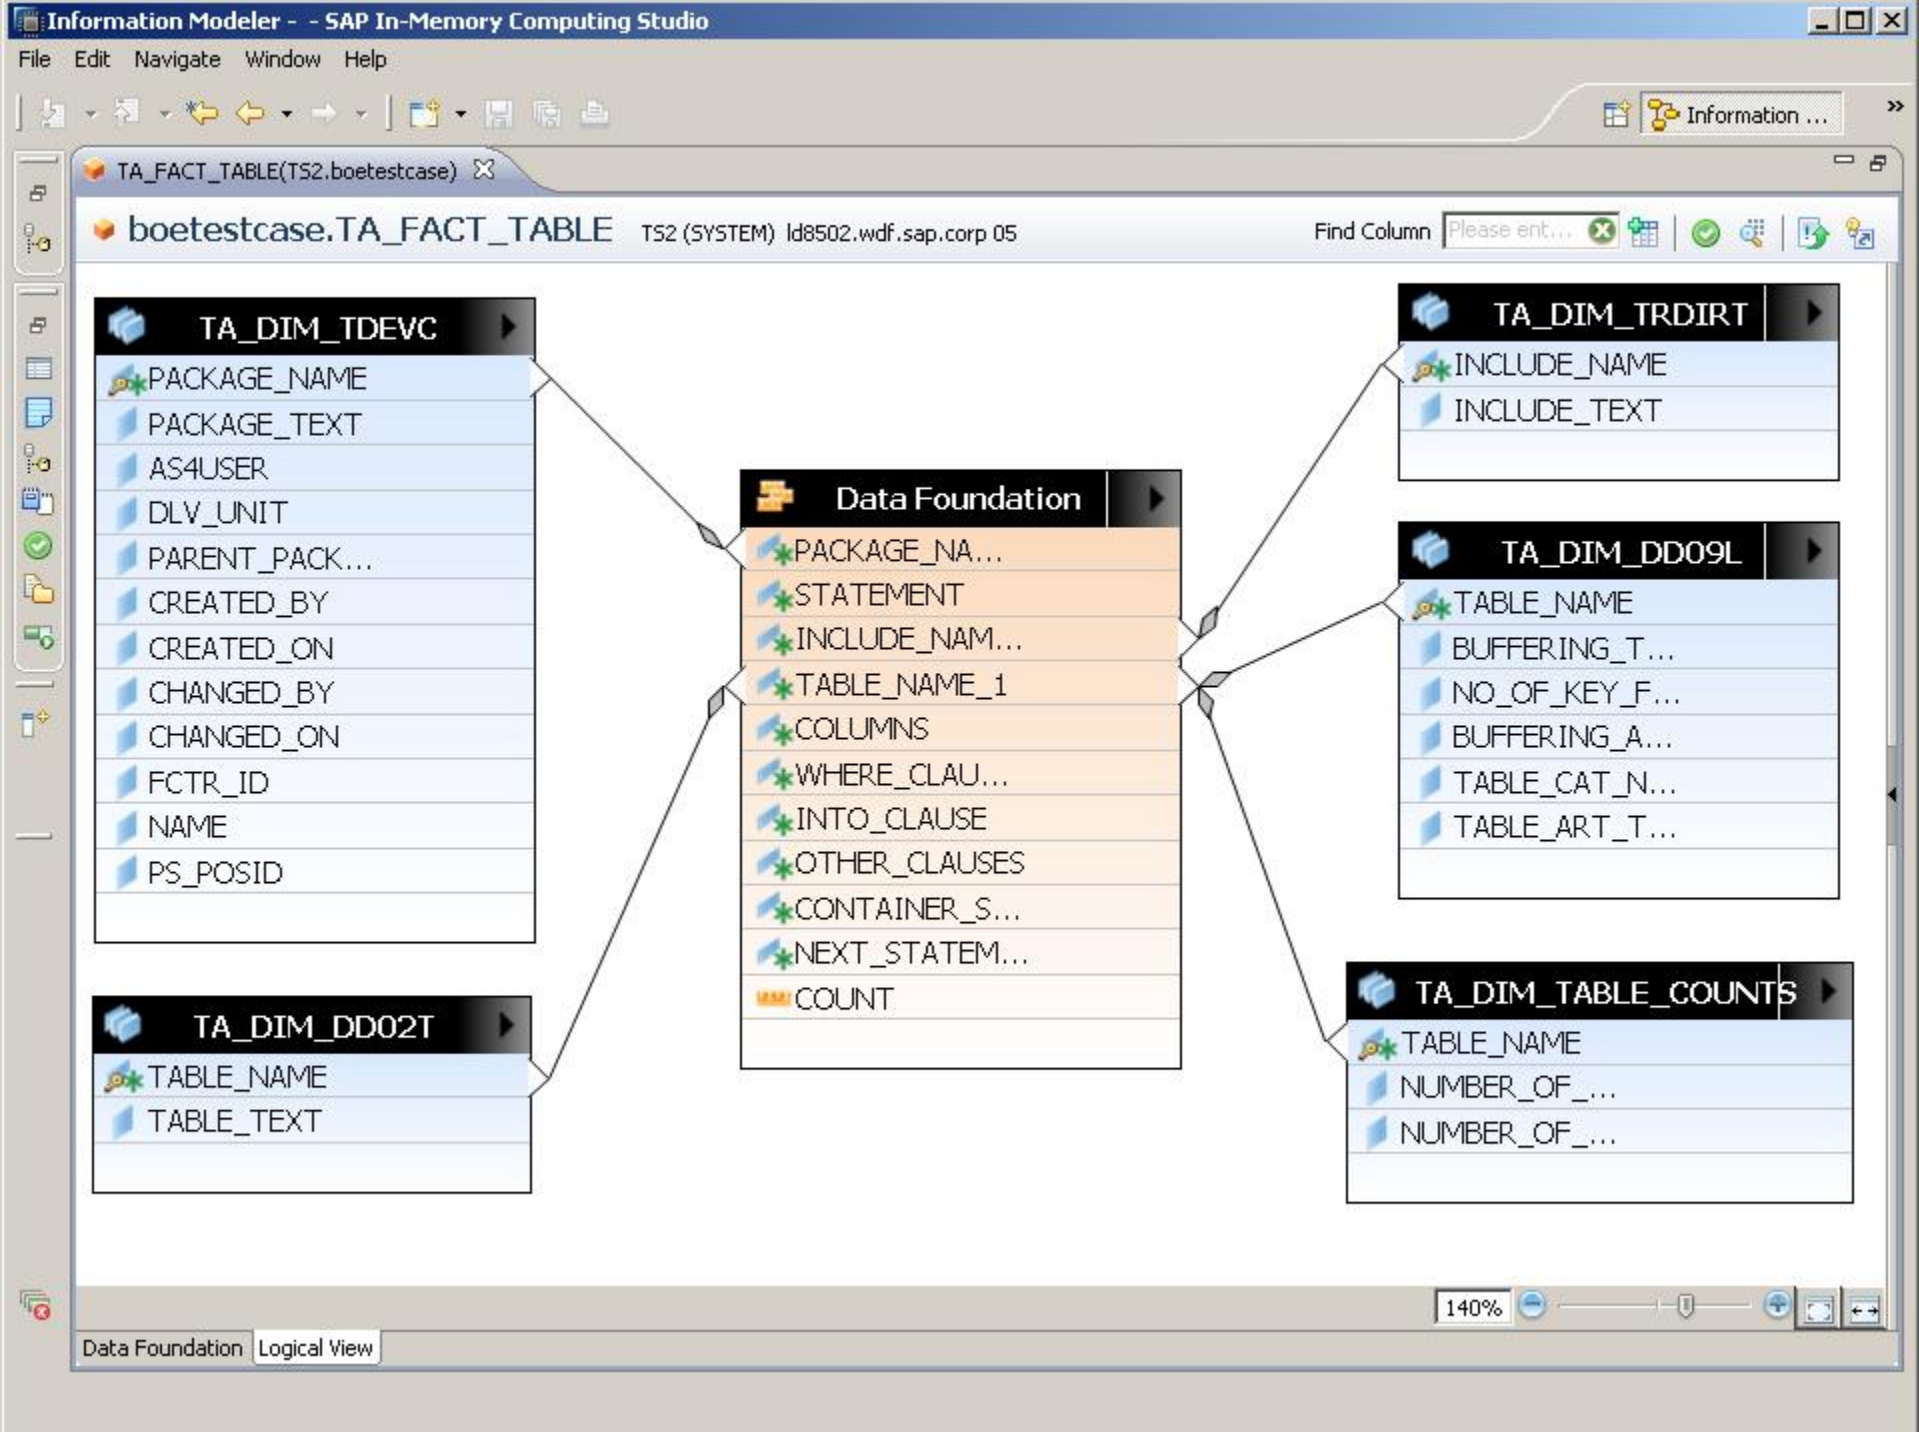 Information Modeler -  - SAP In-Memory Computing Studio
File Edit Navigate Window Help
Information ...
TA_FACT_TABLE(TS2.boetestcase)
boetestcase.TA_FACT_TABLE TS2 (SYSTEM) ld8502.wdf.sap.corp 05 Find Column Please ent...
TA_DIM_TDEVC
PACKAGE_NAME
PACKAGE_TEXT
AS4USER
DLV_UNIT
PARENT_PACK...
CREATED_BY
CREATED_ON
CHANGED_BY
CHANGED_ON
FCTR_ID
NAME
PS_POSID
TA_DIM_DD02T
TABLE_NAME
TABLE_TEXT
Data Foundation
PACKAGE_NA...
STATEMENT
INCLUDE_NAM...
TABLE_NAME_1
COLUMNS
WHERE_CLAU...
INTO_CLAUSE
OTHER_CLAUSES
CONTAINER_S...
NEXT_STATEM...
COUNT
TA_DIM_TRDIRT
INCLUDE_NAME
INCLUDE_TEXT
TA_DIM_DD09L
TABLE_NAME
BUFFERING_T...
NO_OF_KEY_F...
BUFFERING_A...
TABLE_CAT_N...
TABLE_ART_T...
TA_DIM_TABLE_COUNTS
TABLE_NAME
NUMBER_OF_...
NUMBER_OF_...
140%
Data Foundation Logical View